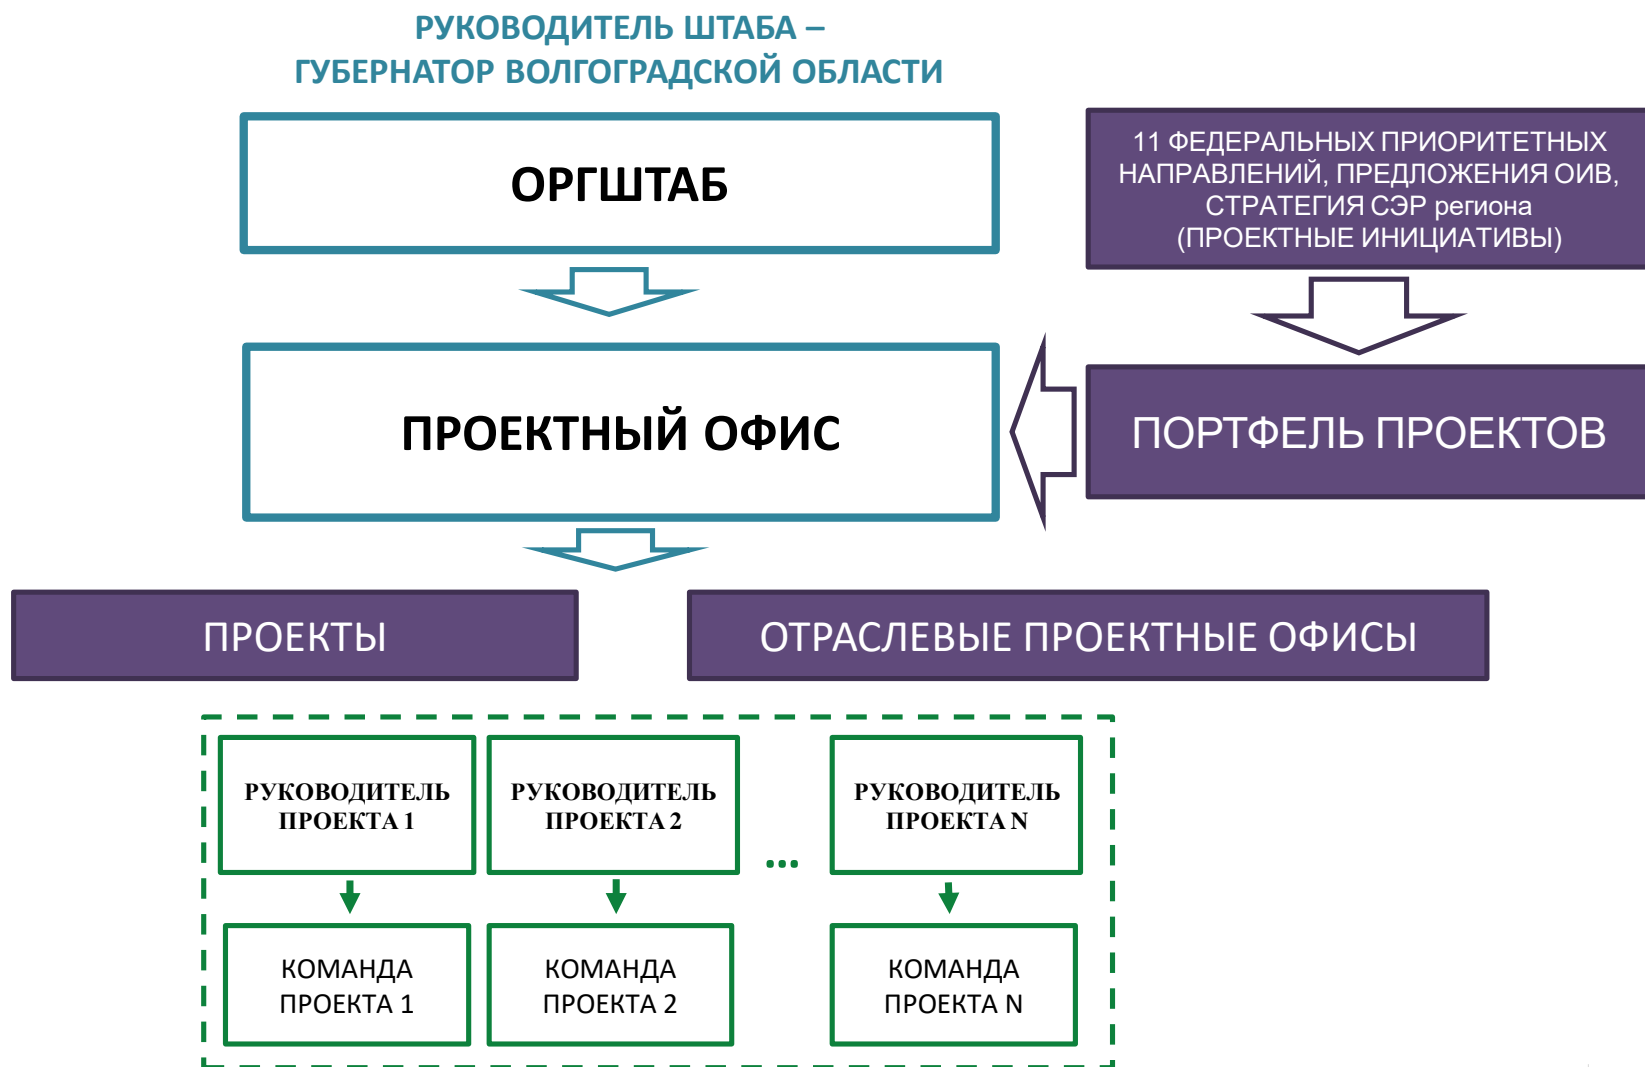 РУКОВОДИТЕЛЬ ШТАБА –
ГУБЕРНАТОР ВОЛГОГРАДСКОЙ ОБЛАСТИ
ОРГШТАБ
11 ФЕДЕРАЛЬНЫХ ПРИОРИТЕТНЫХ
НАПРАВЛЕНИЙ, ПРЕДЛОЖЕНИЯ ОИВ,
СТРАТЕГИЯ СЭР региона
(ПРОЕКТНЫЕ ИНИЦИАТИВЫ)
ПРОЕКТНЫЙ ОФИС
ПОРТФЕЛЬ ПРОЕКТОВ
ПРОЕКТЫ
ОТРАСЛЕВЫЕ ПРОЕКТНЫЕ ОФИСЫ
РУКОВОДИТЕЛЬ
ПРОЕКТА 1
РУКОВОДИТЕЛЬ
ПРОЕКТА 2
...
РУКОВОДИТЕЛЬ
ПРОЕКТА N
КОМАНДА
ПРОЕКТА 1
КОМАНДА
ПРОЕКТА 2
КОМАНДА
ПРОЕКТА N